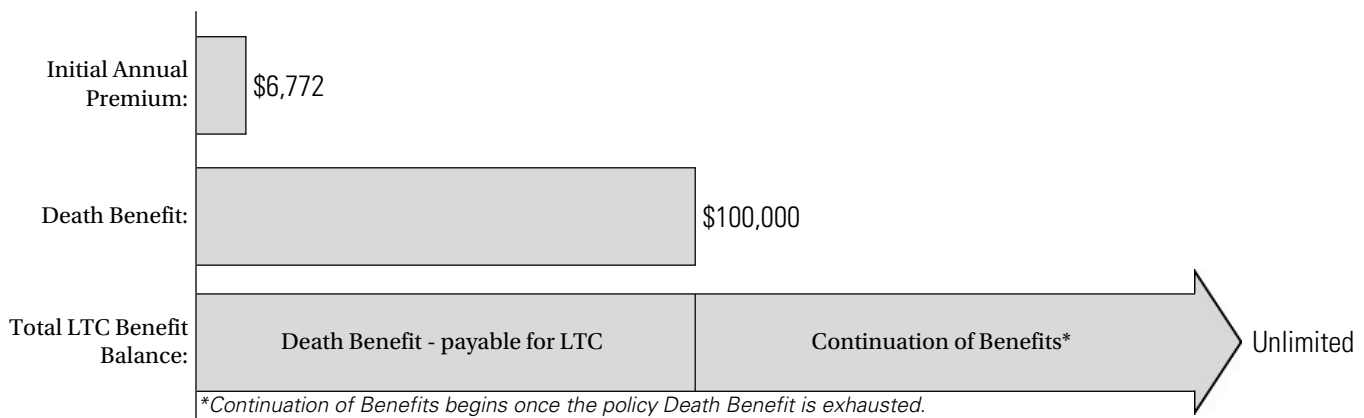 Initial Annual
Premium:
$6,772
Death Benefit:
$100,000
Total LTC Benefit
Balance:
Death Benefit - payable for LTC
Continuation of Benefits*
Unlimited
*Continuation of Benefits begins once the policy Death Benefit is exhausted.